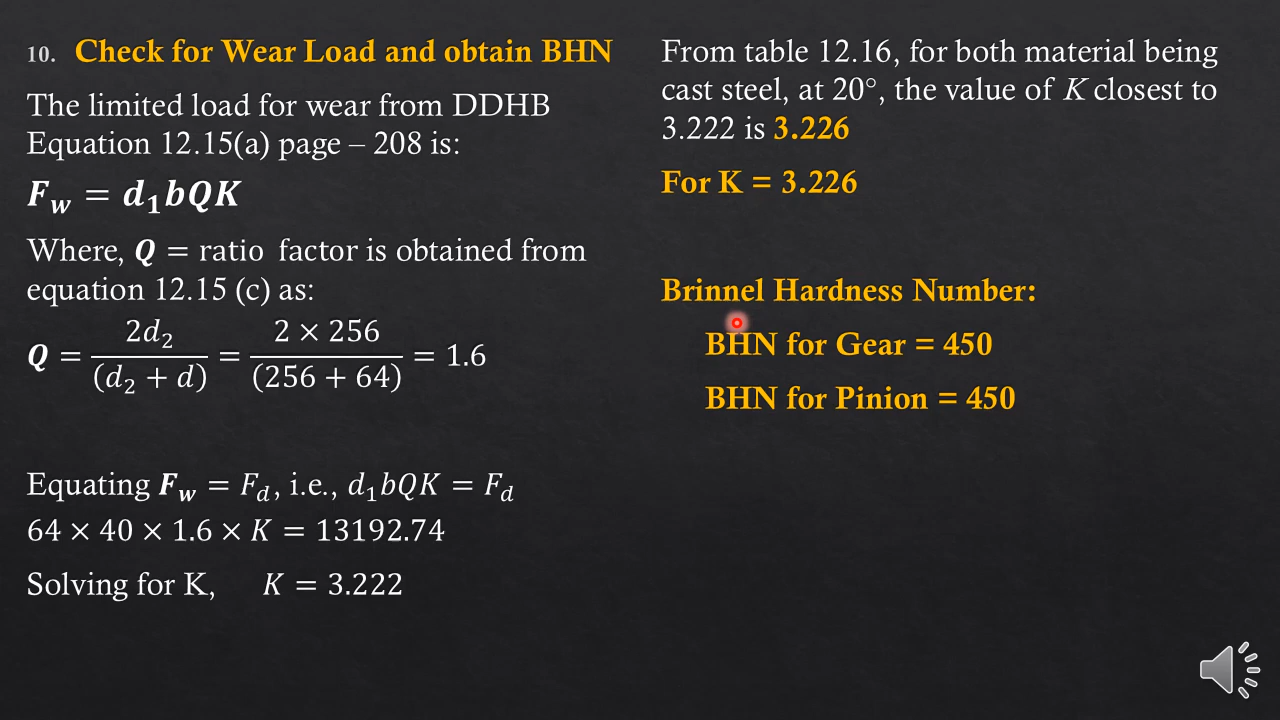 10. Check for Wear Load and obtain BHN
The limited load for wear from DDHB
Equation 12.15(a) page – 208 is:
𝑭𝒘 = 𝒅𝟏𝒃𝑸𝑲
Where, 𝑸 = ratio factor is obtained from
equation 12.15 (c) as:
𝑸 = 2𝑑₂ / (𝑑₂ + 𝑑) = 2 × 256 / (256 + 64) = 1.6
Equating 𝑭𝒘 = 𝐹𝑑, i.e., 𝑑₁𝑏𝑄𝐾 = 𝐹𝑑
64 × 40 × 1.6 × 𝐾 = 13192.74
Solving for K, 𝐾 = 3.222
From table 12.16, for both material being
cast steel, at 20°, the value of K closest to
3.222 is 3.226
For K = 3.226
Brinnel Hardness Number:
BHN for Gear = 450
BHN for Pinion = 450